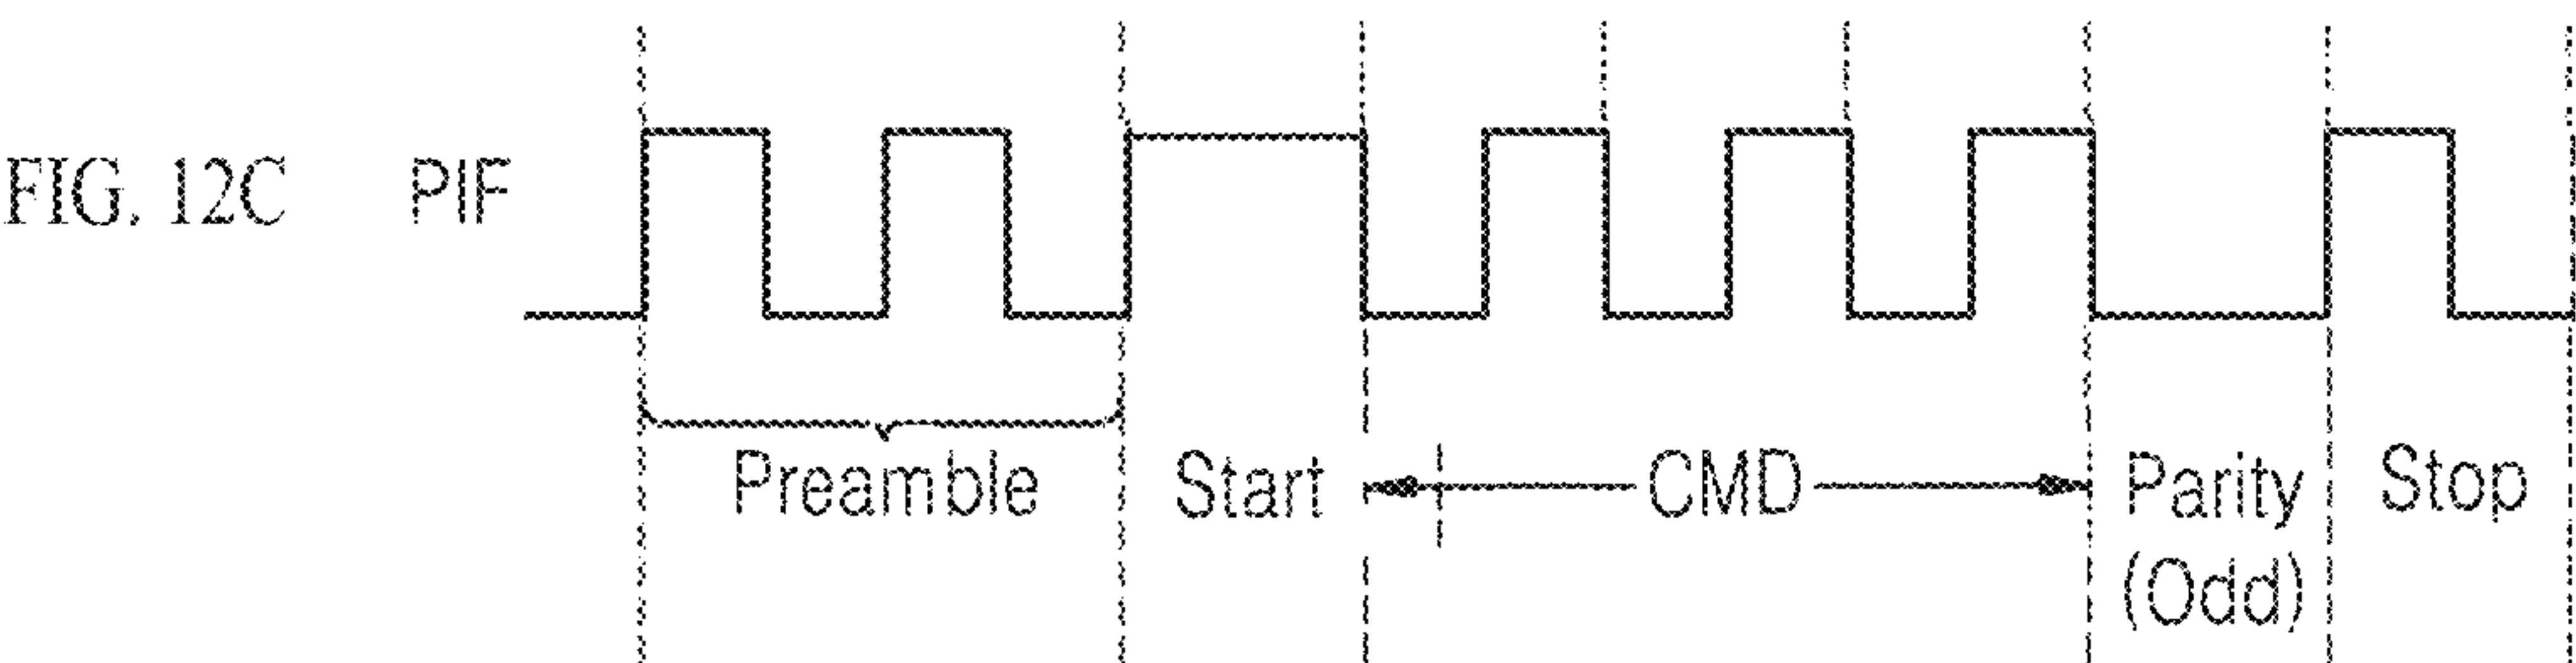 FIG. 12C
PIF
Preamble
Start
CMD
Parity
(Odd)
Stop